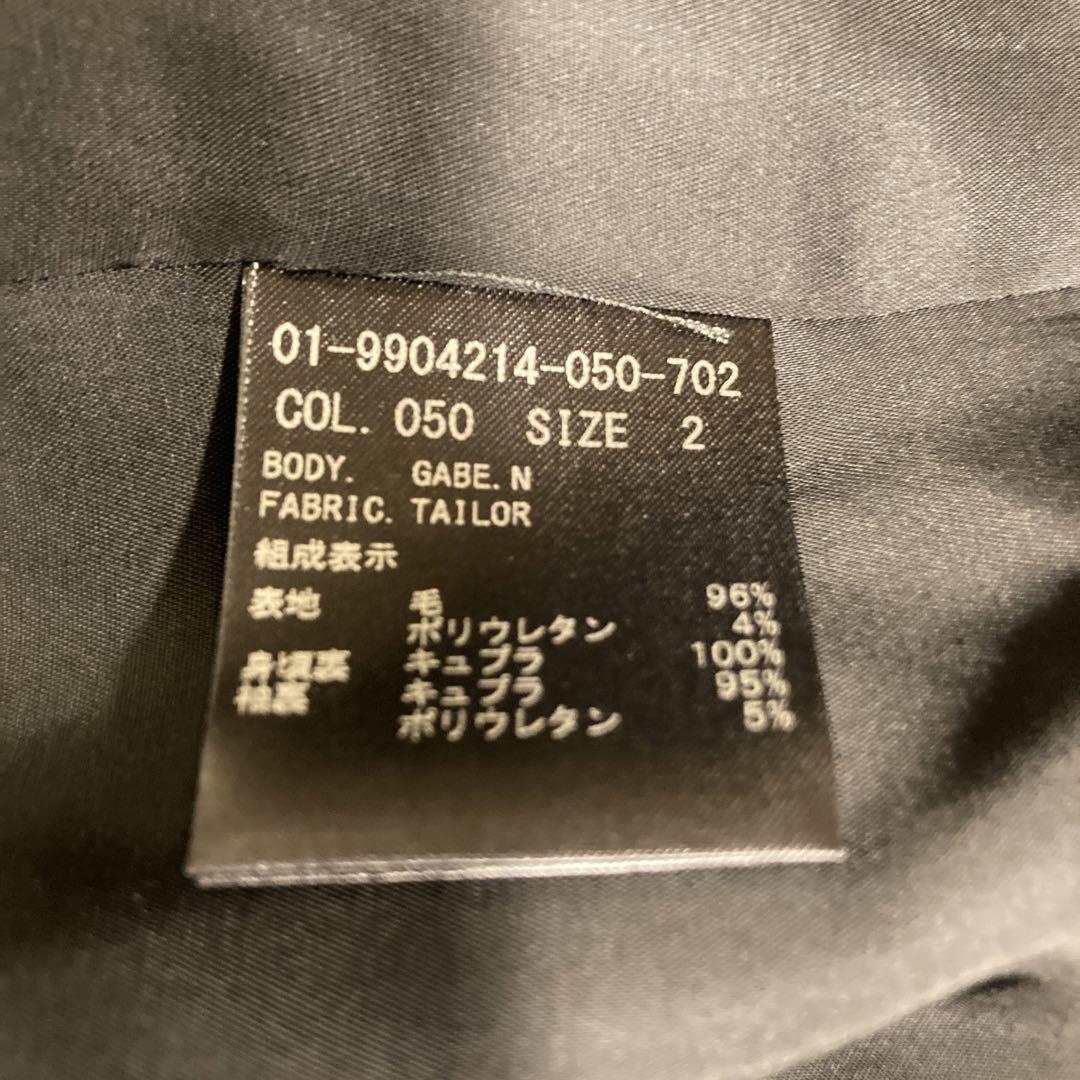 01-9904214-050-702
COL. 050 SIZE 2
BODY. GABE.N
FABRIC. TAILOR
組成表示
表地 毛 96%
ポリウレタン 4%
身頃裏 キュプラ 100%
袖裏 キュプラ 95%
ポリウレタン 5%